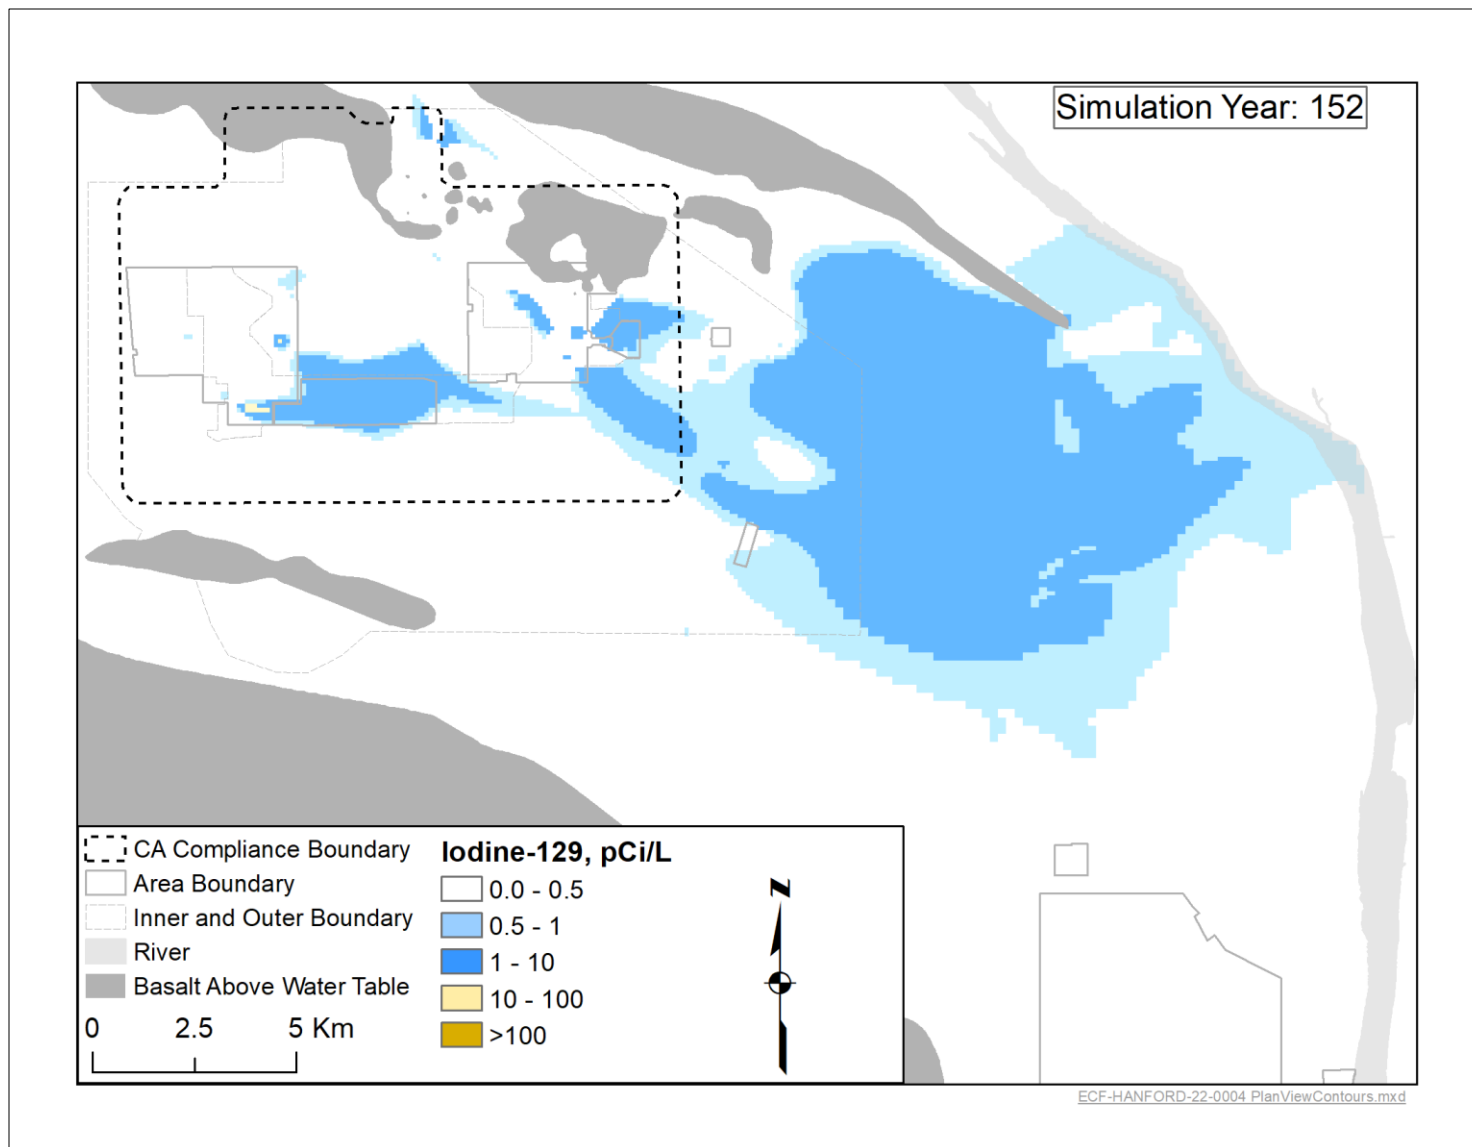 Simulation Year: 152
CA Compliance Boundary
Area Boundary
Inner and Outer Boundary
River
Basalt Above Water Table
0 2.5 5 Km
Iodine-129, pCi/L
0.0 - 0.5
0.5 - 1
1 - 10
10 - 100
>100
N
ECF-HANFORD-22-0004 PlanViewContours.mxd